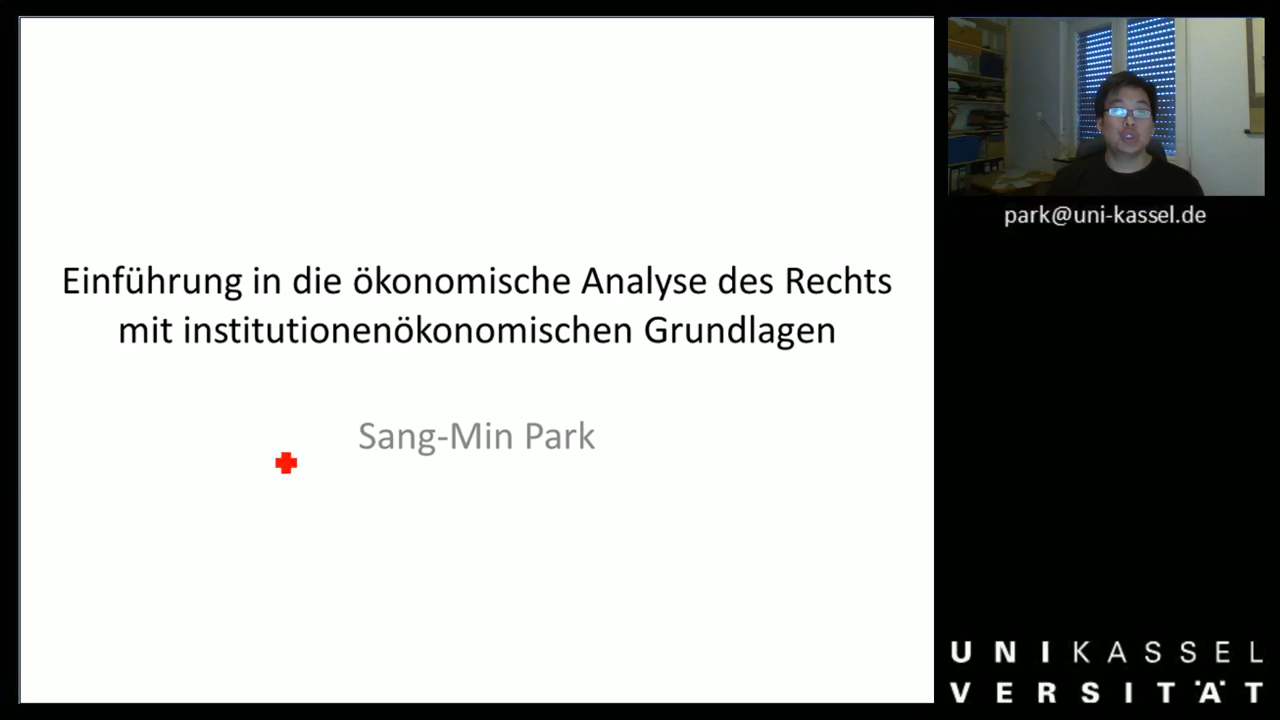 Einführung in die ökonomische Analyse des Rechts
mit institutionenökonomischen Grundlagen
Sang-Min Park
park@uni-kassel.de
UNIKASSEL
VERSITÄT